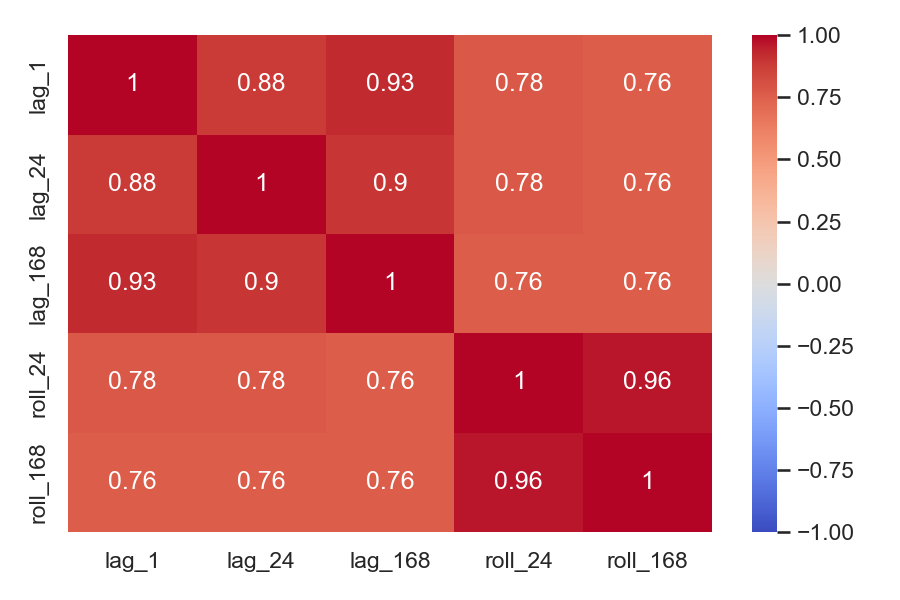 lag_1 1 0.88 0.93 0.78 0.76
lag_24 0.88 1 0.9 0.78 0.76
lag_168 0.93 0.9 1 0.76 0.76
roll_24 0.78 0.78 0.76 1 0.96
roll_168 0.76 0.76 0.76 0.96 1
lag_1 lag_24 lag_168 roll_24 roll_168
1.00
0.75
0.50
0.25
0.00
−0.25
−0.50
−0.75
−1.00